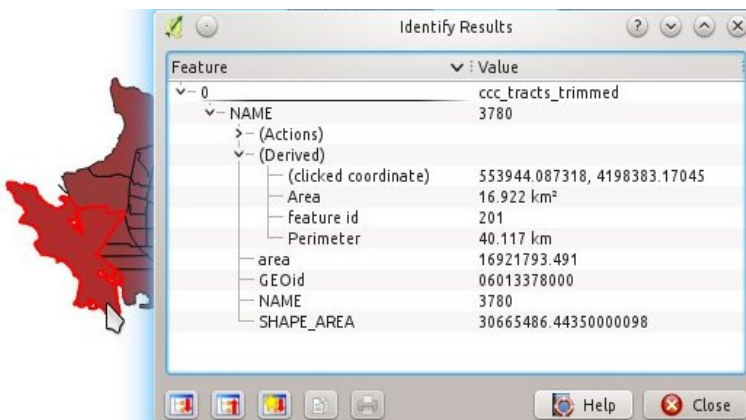 Identify Results
Feature Value
0 ccc_tracts_trimmed
NAME 3780
(Actions)
(Derived)
(clicked coordinate) 553944.087318, 4198383.17045
Area 16.922 km²
feature id 201
Perimeter 40.117 km
area 16921793.491
GEOid 06013378000
NAME 3780
SHAPE_AREA 30665486.44350000098
Help Close